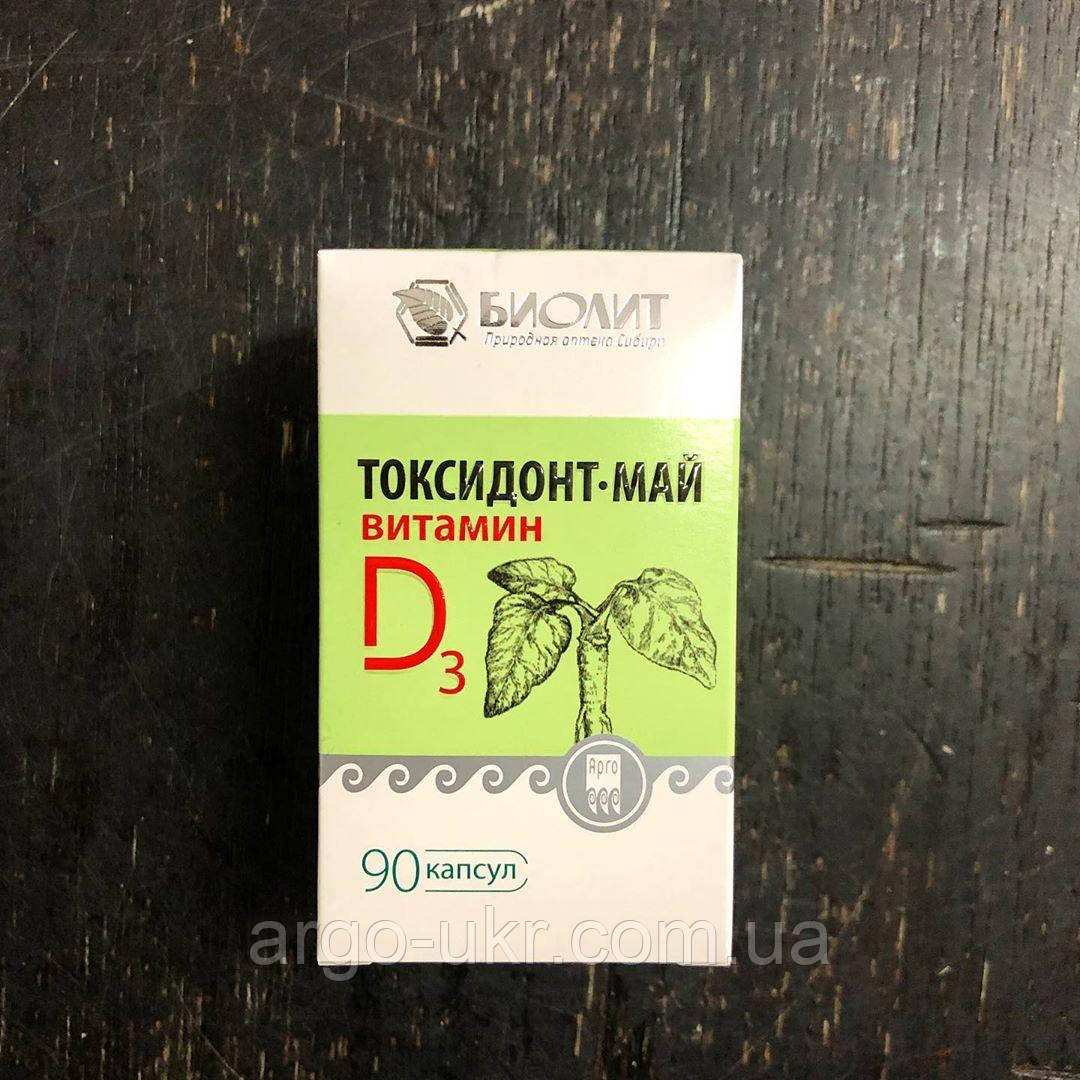 БИОЛИТ
Природная аптека Сибири
ТОКСИДОНТ·МАЙ
витамин
D3
Арго
90 капсул
argo-ukr.com.ua